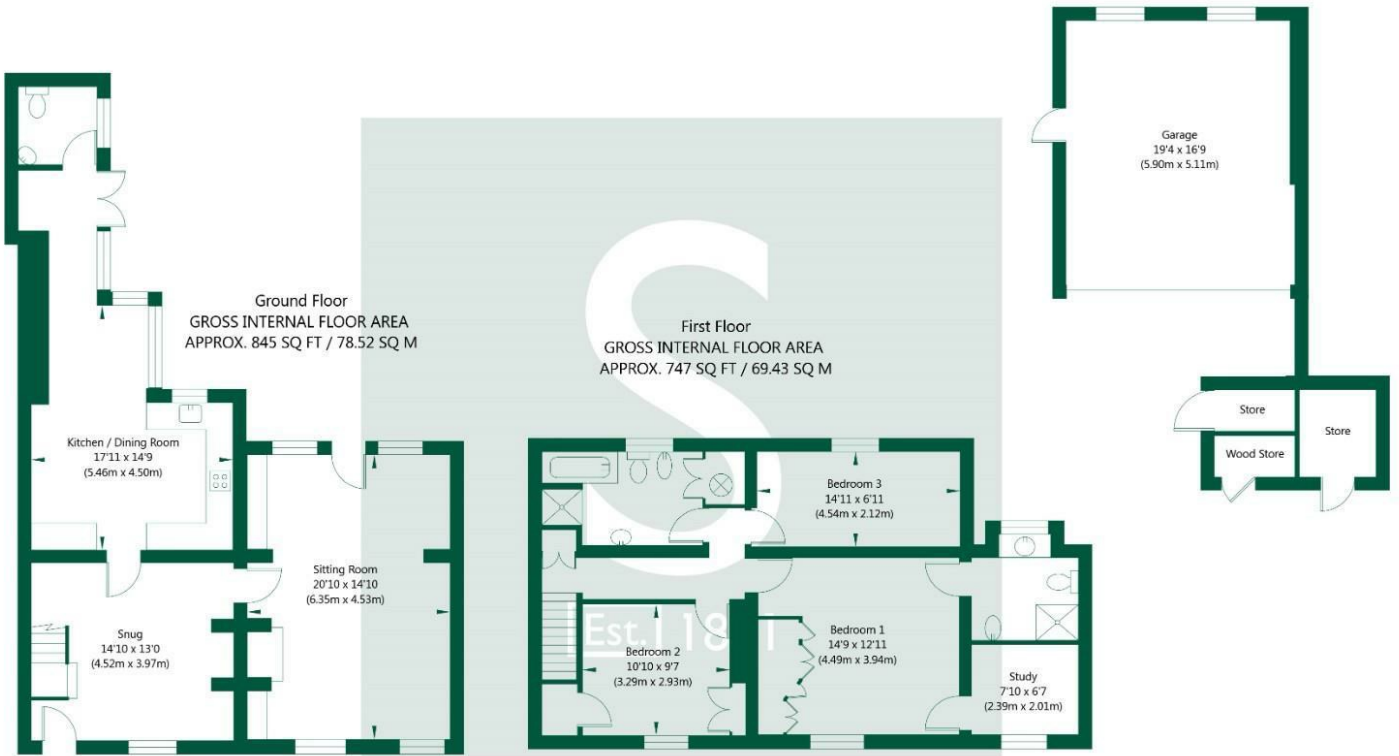 Ground Floor
GROSS INTERNAL FLOOR AREA
APPROX. 845 SQ FT / 78.52 SQ M
Kitchen / Dining Room
17'11 x 14'9
(5.46m x 4.50m)
Sitting Room
20'10 x 14'10
(6.35m x 4.53m)
Snug
14'10 x 13'0
(4.52m x 3.97m)
S
First Floor
GROSS INTERNAL FLOOR AREA
APPROX. 747 SQ FT / 69.43 SQ M
Bedroom 3
14'11 x 6'11
(4.54m x 2.12m)
Est.
Bedroom 2
10'10 x 9'7
(3.29m x 2.93m)
Bedroom 1
14'9 x 12'11
(4.49m x 3.94m)
Study
7'10 x 6'7
(2.39m x 2.01m)
Garage
19'4 x 16'9
(5.90m x 5.11m)
Store
Store
Wood Store